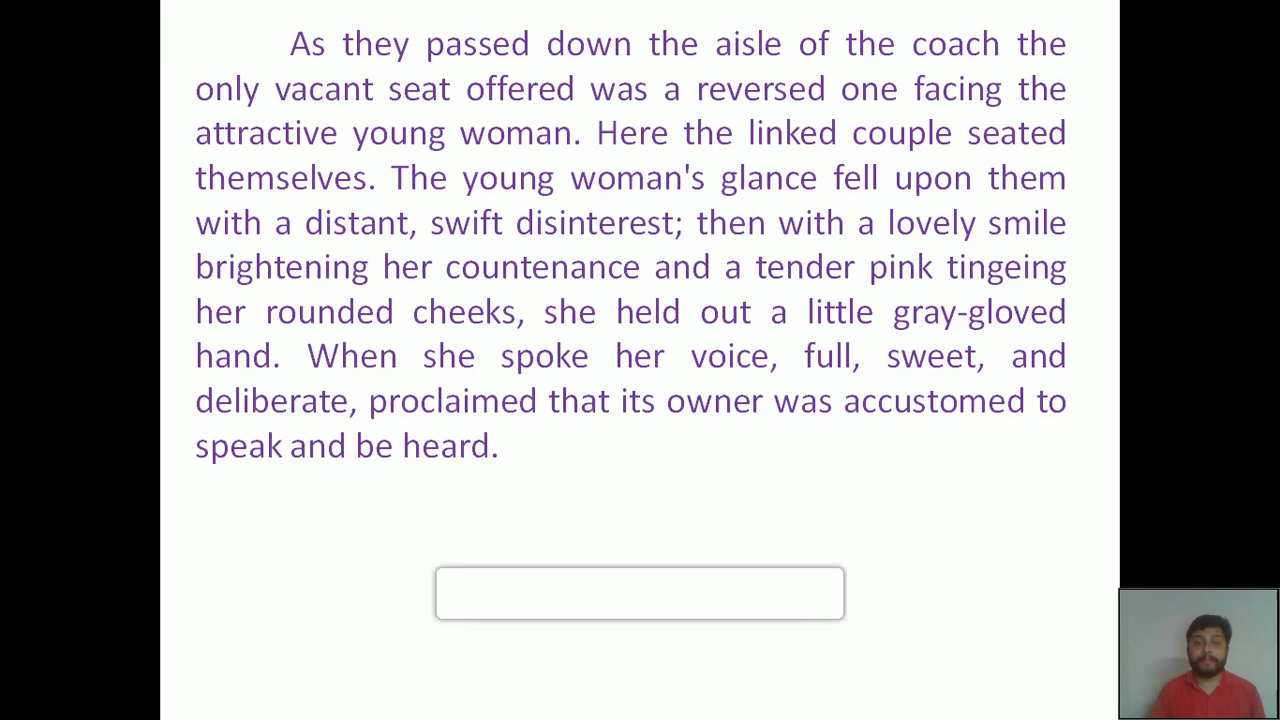 As they passed down the aisle of the coach the
only vacant seat offered was a reversed one facing the
attractive young woman. Here the linked couple seated
themselves. The young woman's glance fell upon them
with a distant, swift disinterest; then with a lovely smile
brightening her countenance and a tender pink tingeing
her rounded cheeks, she held out a little gray-gloved
hand. When she spoke her voice, full, sweet, and
deliberate, proclaimed that its owner was accustomed to
speak and be heard.